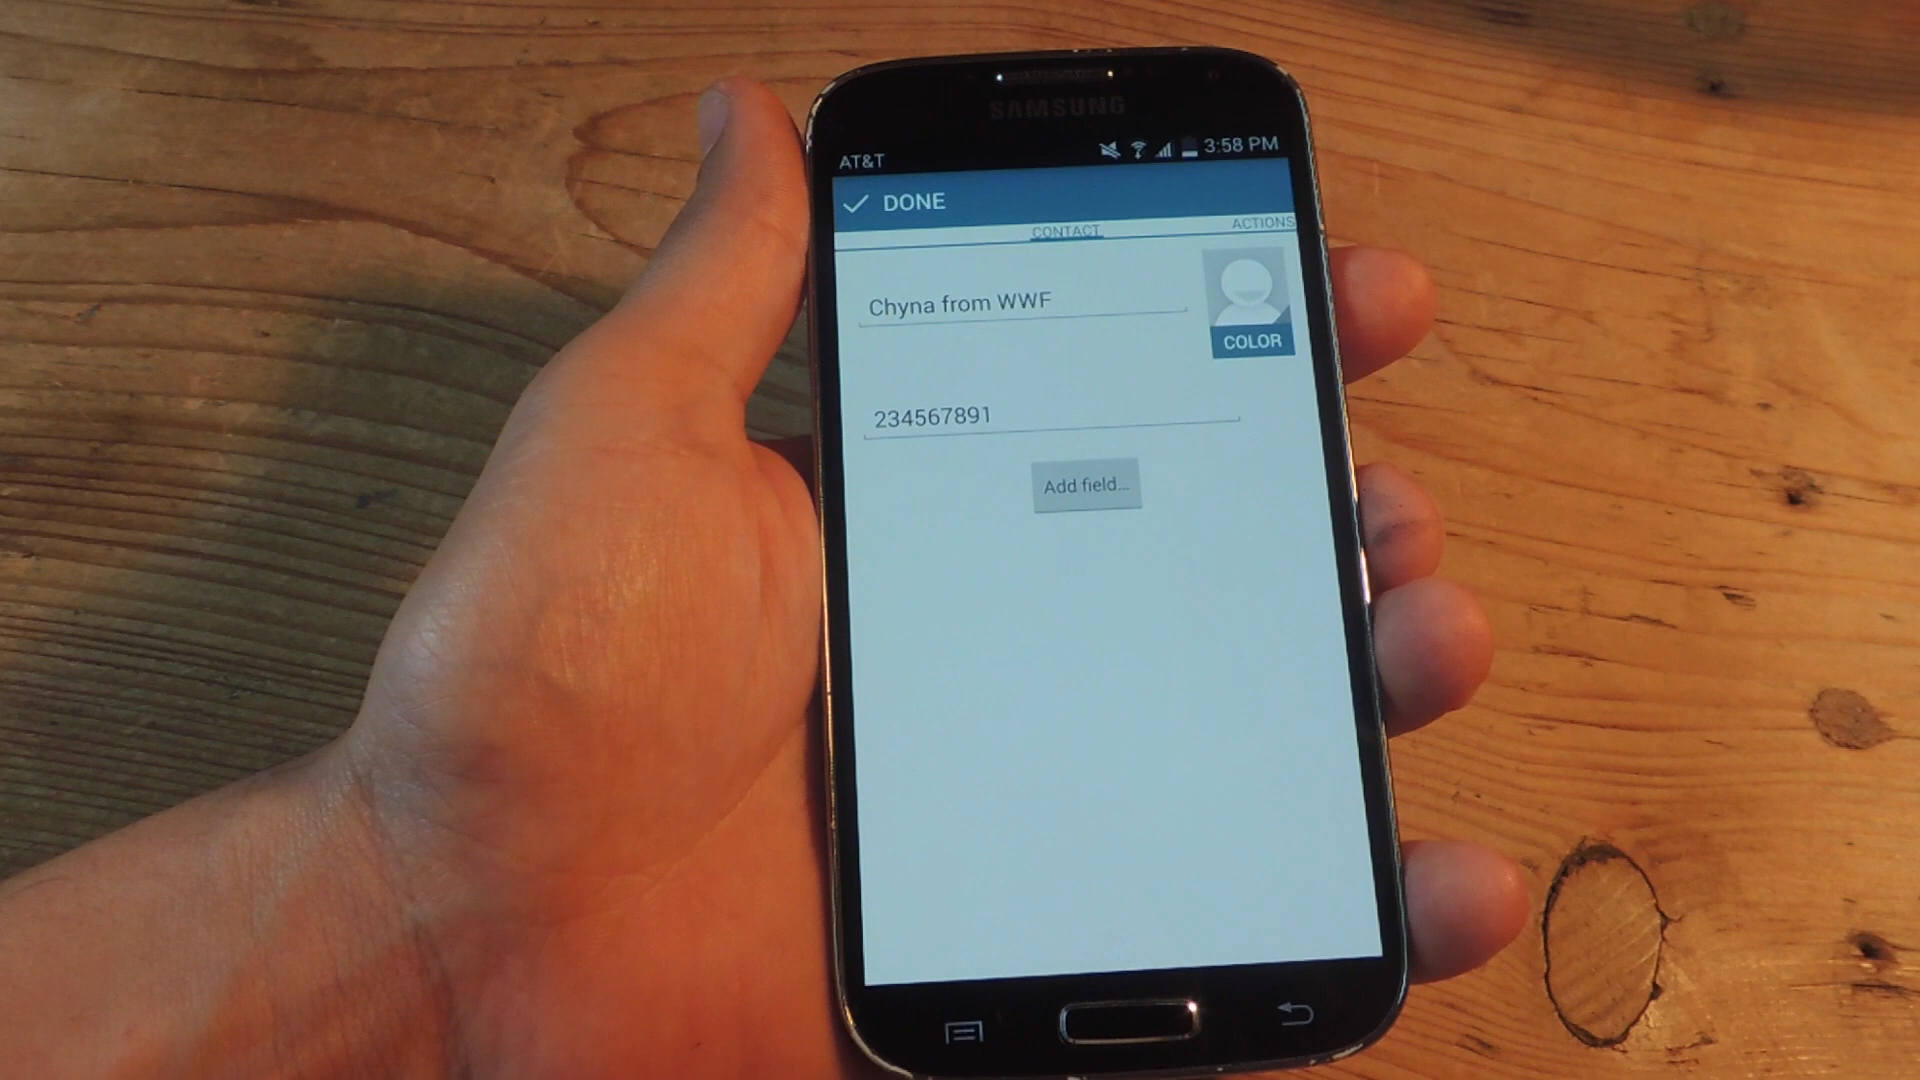 SAMSUNG
AT&T 3:58 PM
DONE
CONTACT ACTIONS
Chyna from WWF
COLOR
234567891
Add field...